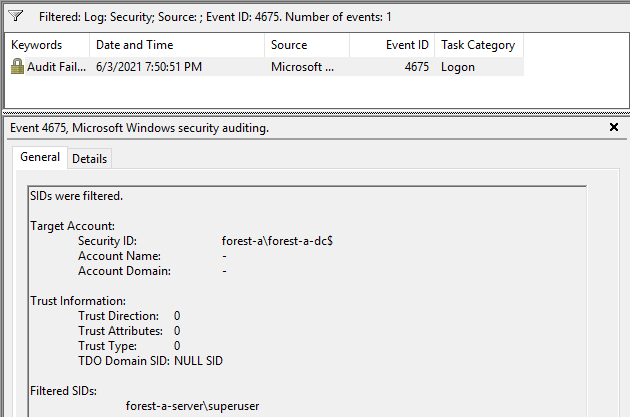 Filtered: Log: Security; Source: ; Event ID: 4675. Number of events: 1
Keywords Date and Time Source Event ID Task Category
Audit Fail... 6/3/2021 7:50:51 PM Microsoft ... 4675 Logon
Event 4675, Microsoft Windows security auditing.
General Details
SIDs were filtered.
Target Account:
Security ID: forest-a\forest-a-dc$
Account Name: -
Account Domain: -
Trust Information:
Trust Direction: 0
Trust Attributes: 0
Trust Type: 0
TDO Domain SID: NULL SID
Filtered SIDs:
forest-a-server\superuser